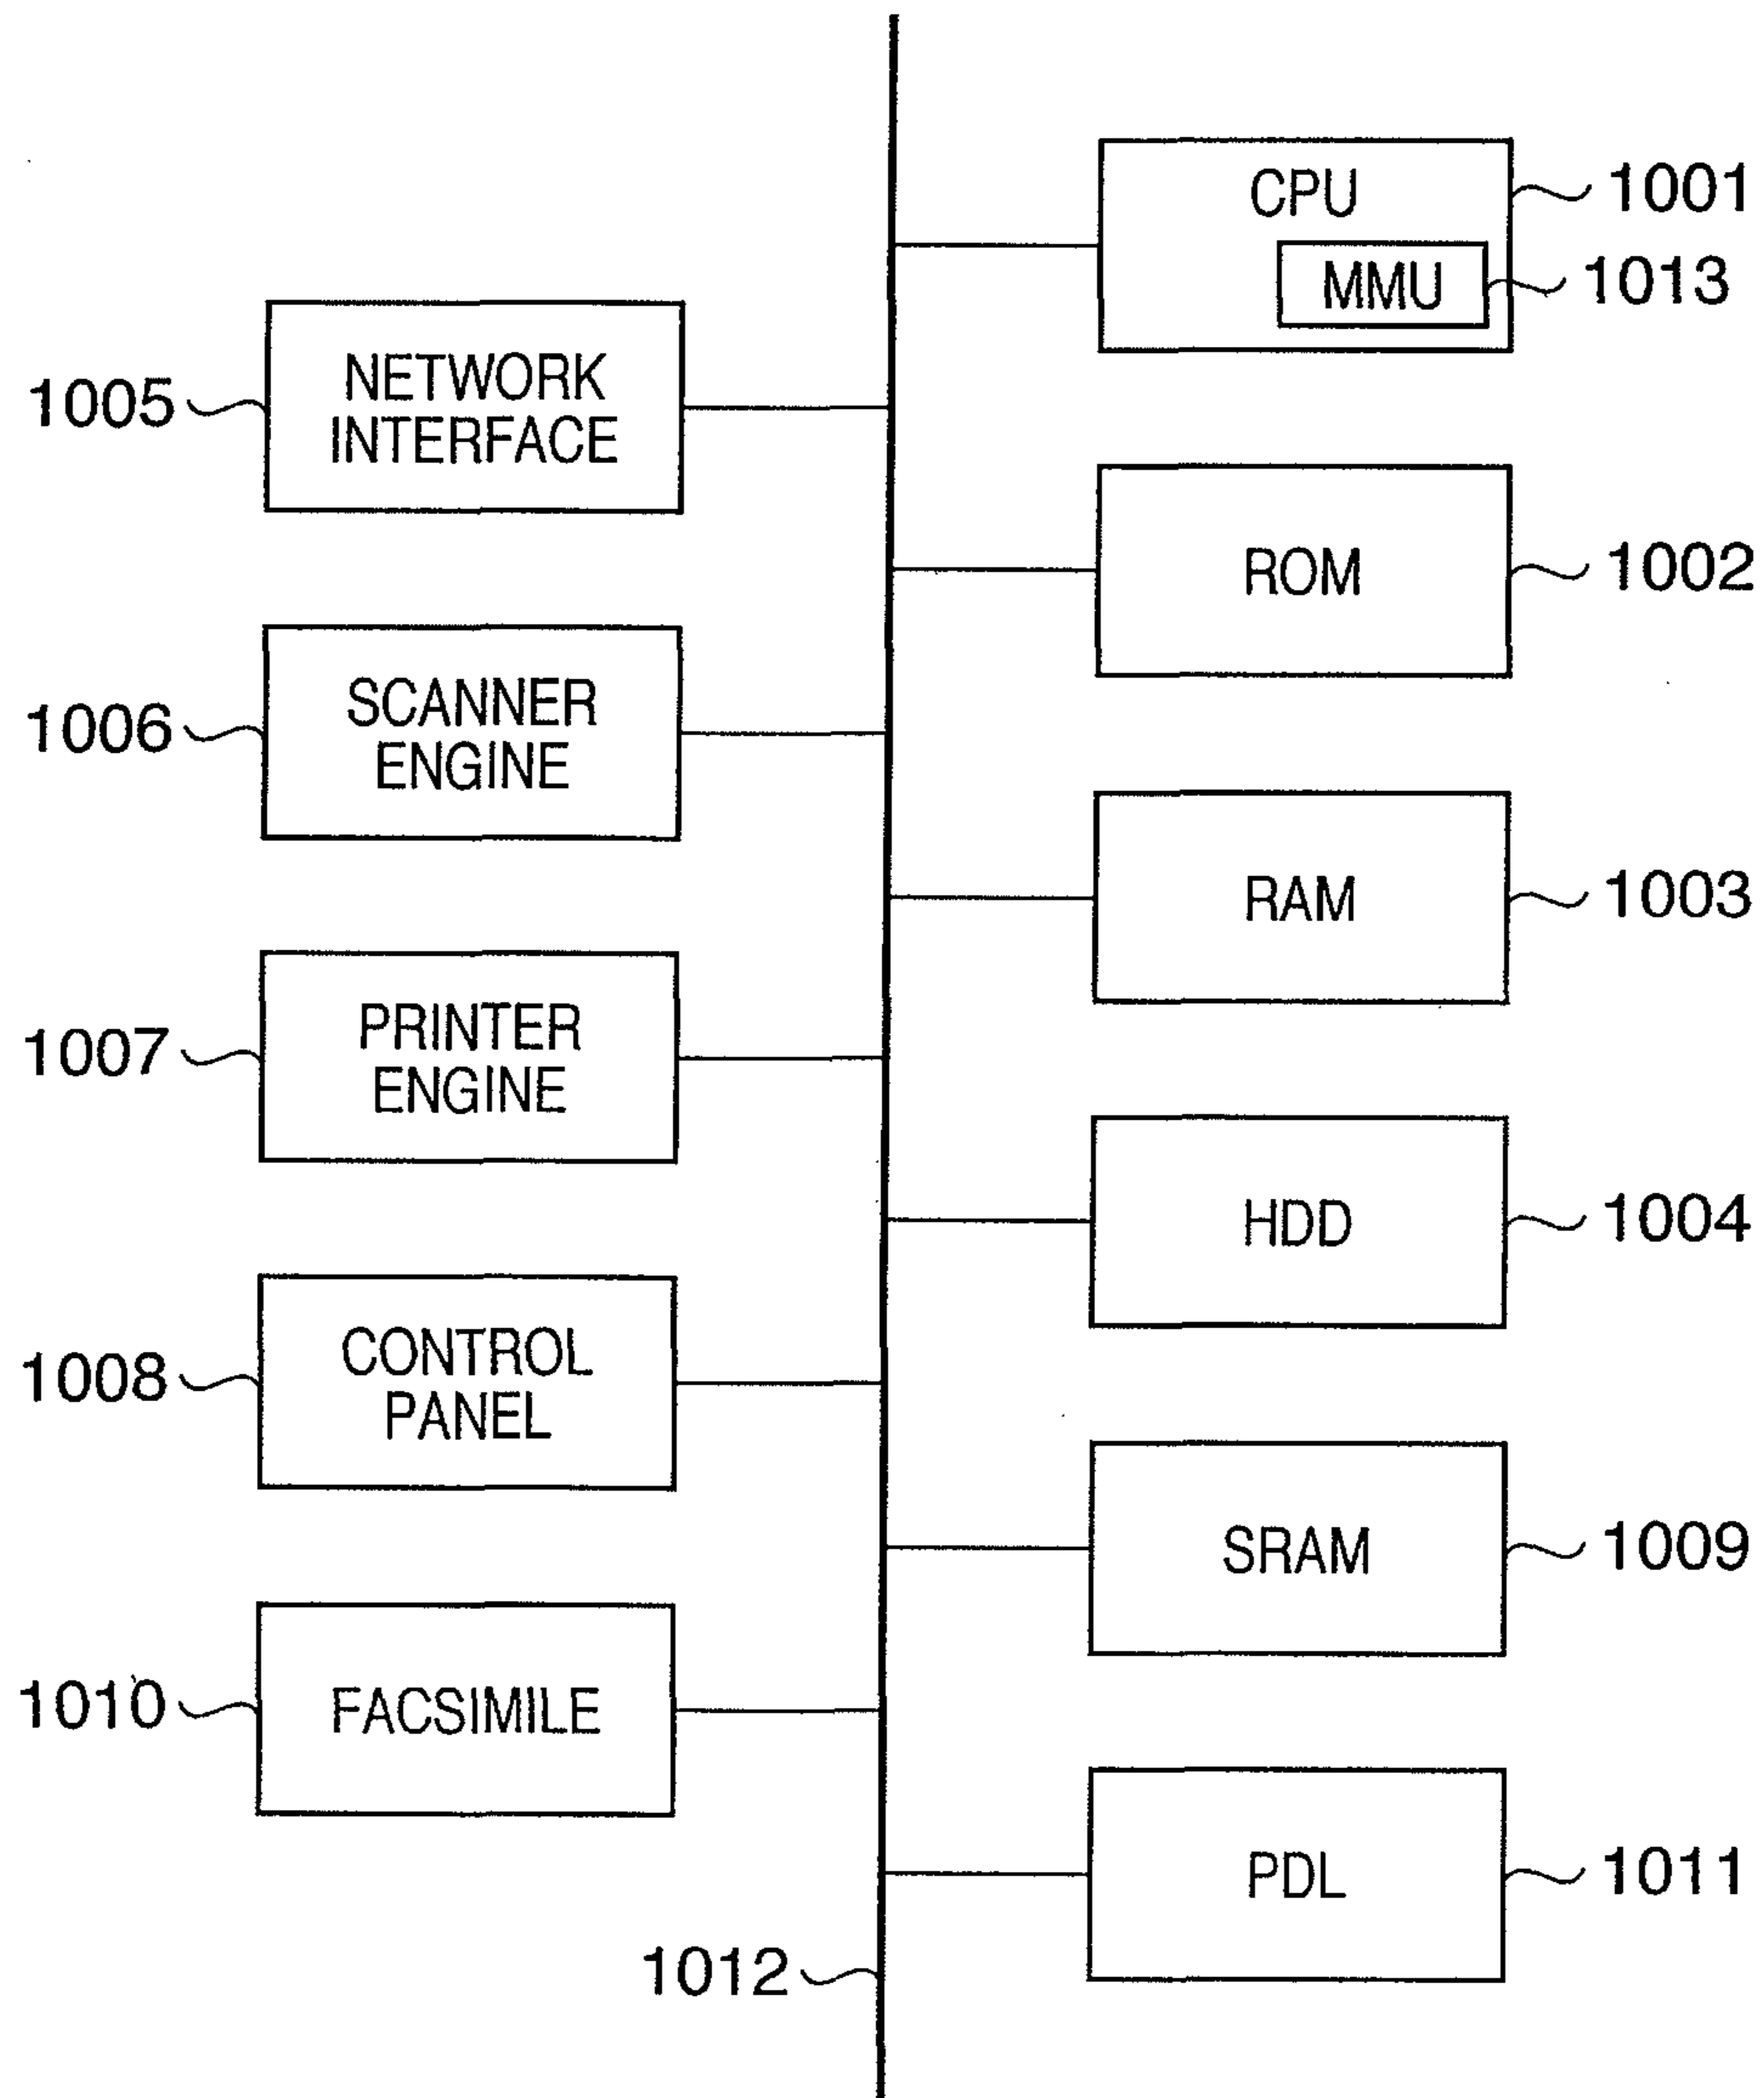 CPU
1001
MMU
1013
NETWORK
INTERFACE
1005
ROM
1002
SCANNER
ENGINE
1006
RAM
1003
PRINTER
ENGINE
1007
HDD
1004
CONTROL
PANEL
1008
SRAM
1009
FACSIMILE
1010
PDL
1011
1012